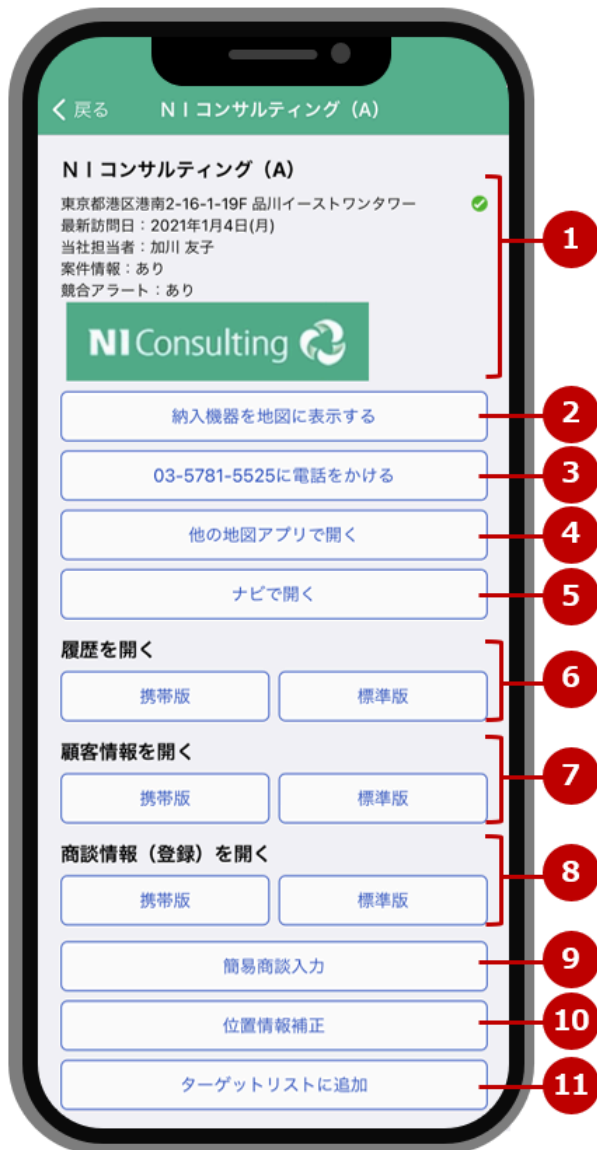 戻る NIコンサルティング（A）
NIコンサルティング（A）
東京都港区港南2-16-1-19F 品川イーストワンタワー
最新訪問日：2021年1月4日(月)
当社担当者：加川 友子
案件情報：あり
競合アラート：あり
1
NI Consulting
納入機器を地図に表示する 2
03-5781-5525に電話をかける 3
他の地図アプリで開く 4
ナビで開く 5
履歴を開く
携帯版 標準版 6
顧客情報を開く
携帯版 標準版 7
商談情報（登録）を開く
携帯版 標準版 8
簡易商談入力 9
位置情報補正 10
ターゲットリストに追加 11